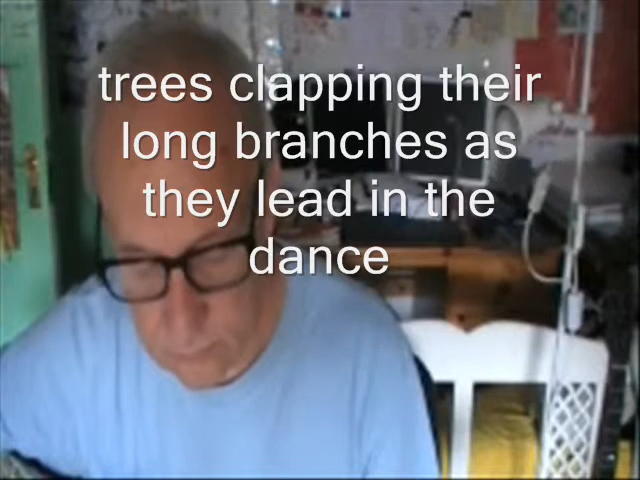 trees clapping their
long branches as
they lead in the
dance